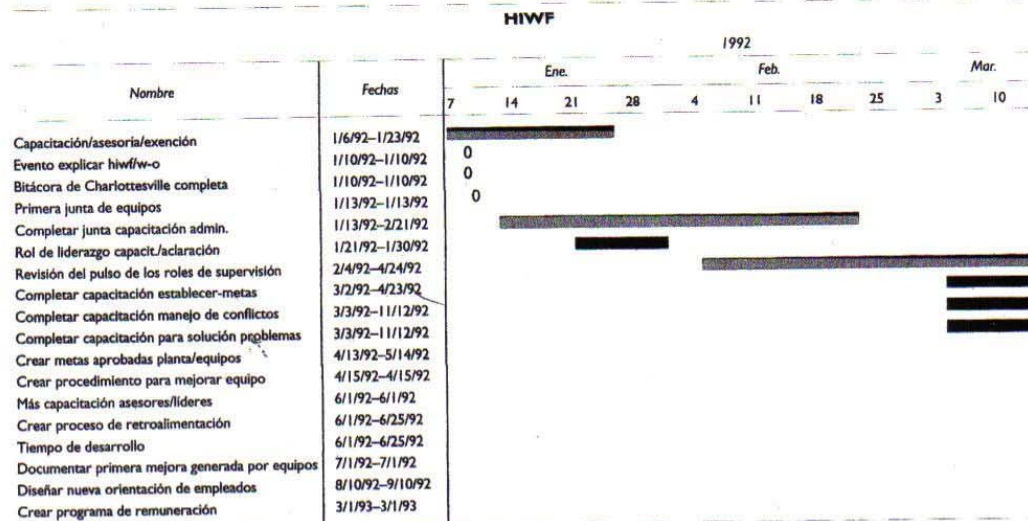 HIWF
1992
Ene. Feb. Mar.
Nombre Fechas 7 14 21 28 4 11 18 25 3 10
Capacitación/asesoría/exención 1/6/92–1/23/92
Evento explicar hiwf/w-o 1/10/92–1/10/92 0
Bitácora de Charlottesville completa 1/10/92–1/10/92 0
Primera junta de equipos 1/13/92–1/13/92 0
Completar junta capacitación admin. 1/13/92–2/21/92
Rol de liderazgo capacit./aclaración 1/21/92–1/30/92
Revisión del pulso de los roles de supervisión 2/4/92–4/24/92
Completar capacitación establecer-metas 3/2/92–4/23/92
Completar capacitación manejo de conflictos 3/3/92–11/12/92
Completar capacitación para solución problemas 3/3/92–11/12/92
Crear metas aprobadas planta/equipos 4/13/92–5/14/92
Crear procedimiento para mejorar equipo 4/15/92–4/15/92
Más capacitación asesores/líderes 6/1/92–6/1/92
Crear proceso de retroalimentación 6/1/92–6/25/92
Tiempo de desarrollo 6/1/92–6/25/92
Documentar primera mejora generada por equipos 7/1/92–7/1/92
Diseñar nueva orientación de empleados 8/10/92–9/10/92
Crear programa de remuneración 3/1/93–3/1/93